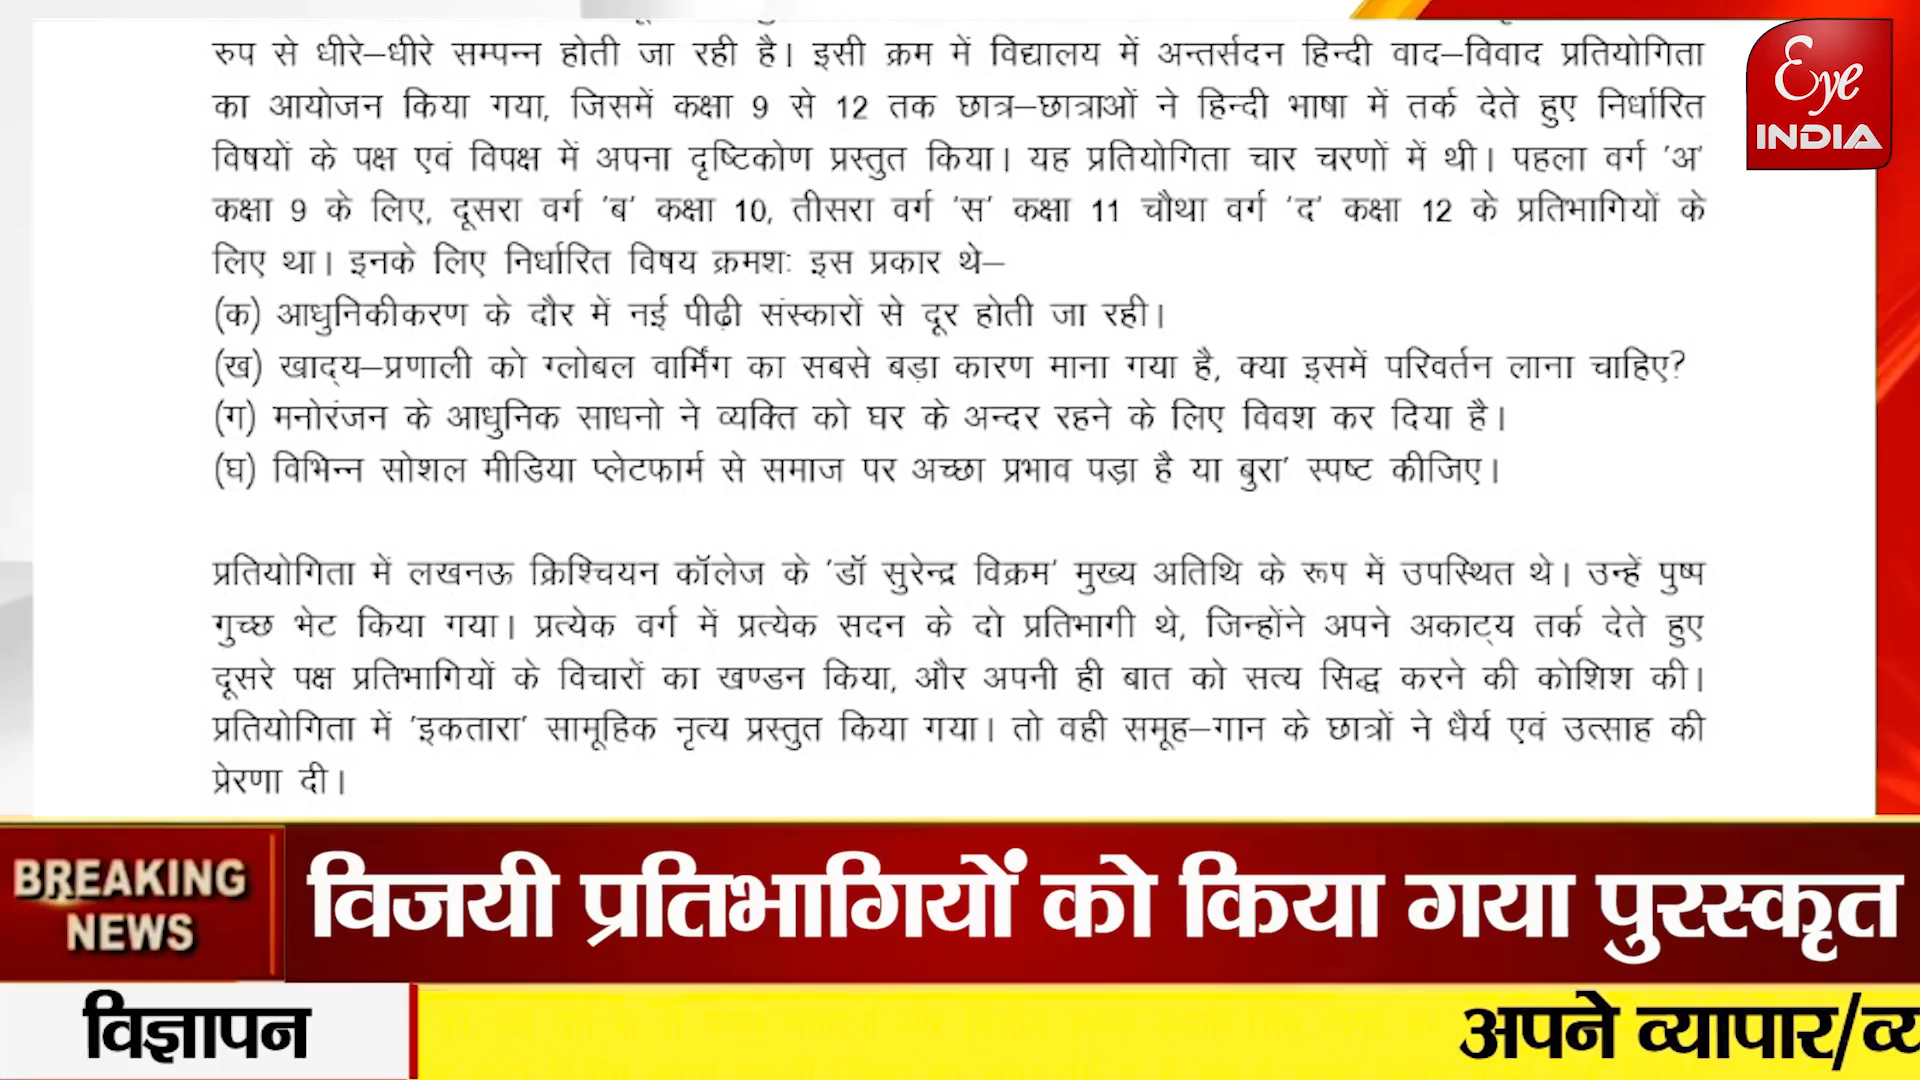 रुप से धीरे–धीरे सम्पन्न होती जा रही है। इसी क्रम में विद्यालय में अन्तर्सदन हिन्दी वाद–विवाद प्रतियोगिता
का आयोजन किया गया, जिसमें कक्षा 9 से 12 तक छात्र–छात्राओं ने हिन्दी भाषा में तर्क देते हुए निर्धारित
विषयों के पक्ष एवं विपक्ष में अपना दृष्टिकोण प्रस्तुत किया। यह प्रतियोगिता चार चरणों में थी। पहला वर्ग 'अ'
कक्षा 9 के लिए, दूसरा वर्ग 'ब' कक्षा 10, तीसरा वर्ग 'स' कक्षा 11 चौथा वर्ग 'द' कक्षा 12 के प्रतिभागियों के
लिए था। इनके लिए निर्धारित विषय क्रमशः इस प्रकार थे–
(क) आधुनिकीकरण के दौर में नई पीढ़ी संस्कारों से दूर होती जा रही।
(ख) खाद्य–प्रणाली को ग्लोबल वार्मिंग का सबसे बड़ा कारण माना गया है, क्या इसमें परिवर्तन लाना चाहिए?
(ग) मनोरंजन के आधुनिक साधनो ने व्यक्ति को घर के अन्दर रहने के लिए विवश कर दिया है।
(घ) विभिन्न सोशल मीडिया प्लेटफार्म से समाज पर अच्छा प्रभाव पड़ा है या बुरा' स्पष्ट कीजिए।
प्रतियोगिता में लखनऊ क्रिश्चियन कॉलेज के 'डॉ सुरेन्द्र विक्रम' मुख्य अतिथि के रूप में उपस्थित थे। उन्हें पुष्प
गुच्छ भेट किया गया। प्रत्येक वर्ग में प्रत्येक सदन के दो प्रतिभागी थे, जिन्होंने अपने अकाट्य तर्क देते हुए
दूसरे पक्ष प्रतिभागियों के विचारों का खण्डन किया, और अपनी ही बात को सत्य सिद्ध करने की कोशिश की।
प्रतियोगिता में 'इकतारा' सामूहिक नृत्य प्रस्तुत किया गया। तो वही समूह–गान के छात्रों ने धैर्य एवं उत्साह की
प्रेरणा दी।
Eye
INDIA
BREAKING
NEWS
विजयी प्रतिभागियों को किया गया पुरस्कृत
विज्ञापन
अपने व्यापार/